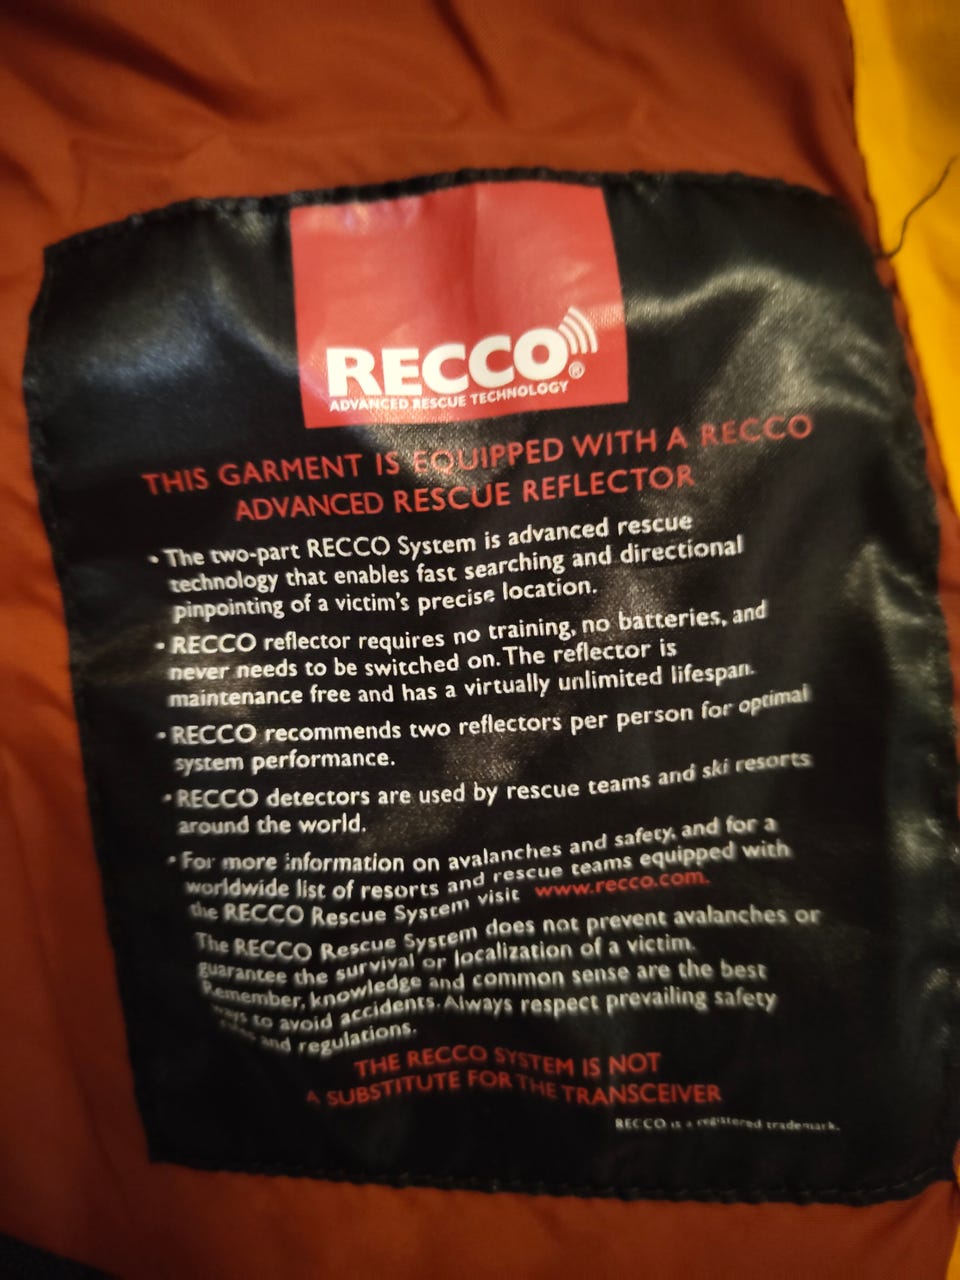 RECCO®
ADVANCED RESCUE TECHNOLOGY
THIS GARMENT IS EQUIPPED WITH A RECCO
ADVANCED RESCUE REFLECTOR
• The two-part RECCO System is advanced rescue
technology that enables fast searching and directional
pinpointing of a victim's precise location.
• RECCO reflector requires no training, no batteries, and
never needs to be switched on. The reflector is
maintenance free and has a virtually unlimited lifespan.
• RECCO recommends two reflectors per person for optimal
system performance.
• RECCO detectors are used by rescue teams and ski resorts
around the world.
• For more information on avalanches and safety, and for a
worldwide list of resorts and rescue teams equipped with
the RECCO Rescue System visit www.recco.com.
The RECCO Rescue System does not prevent avalanches or
guarantee the survival or localization of a victim.
Remember, knowledge and common sense are the best
ways to avoid accidents. Always respect prevailing safety
and regulations.
THE RECCO SYSTEM IS NOT
A SUBSTITUTE FOR THE TRANSCEIVER
RECCO is a registered trademark.